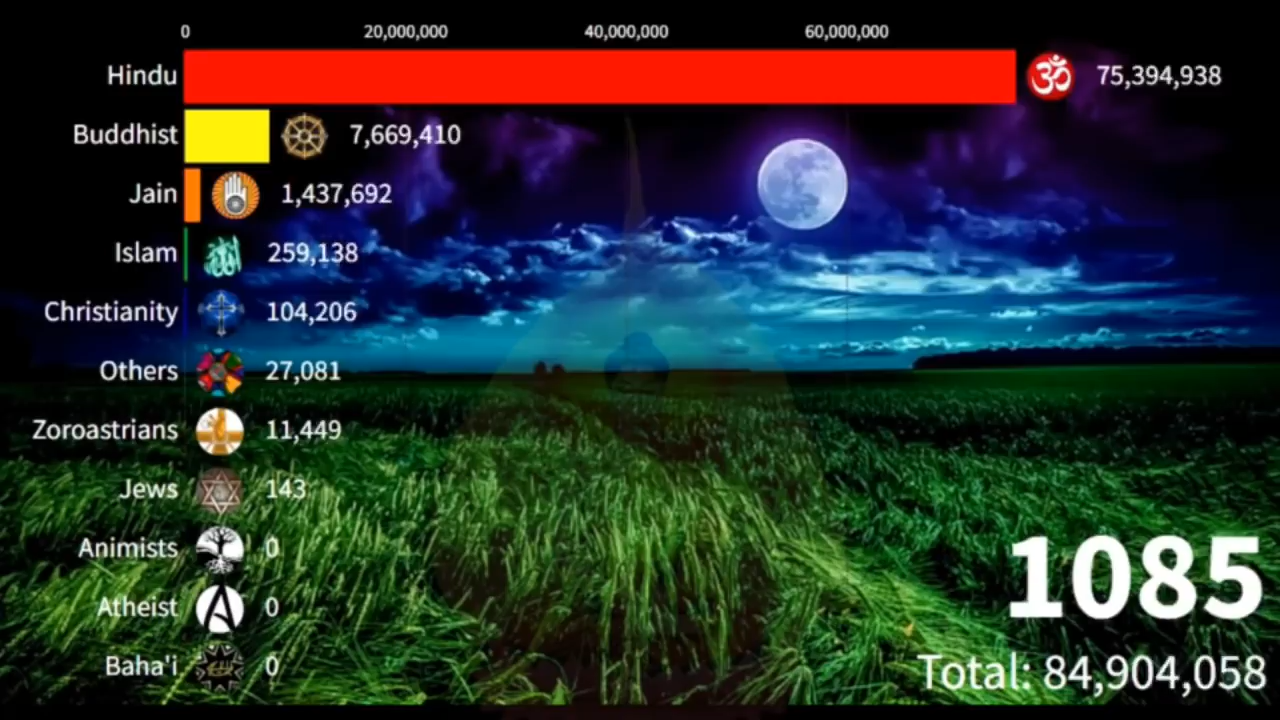 0 20,000,000 40,000,000 60,000,000
Hindu 75,394,938
Buddhist 7,669,410
Jain 1,437,692
Islam 259,138
Christianity 104,206
Others 27,081
Zoroastrians 11,449
Jews 143
Animists 0
Atheist 0
Baha'i 0
1085
Total: 84,904,058